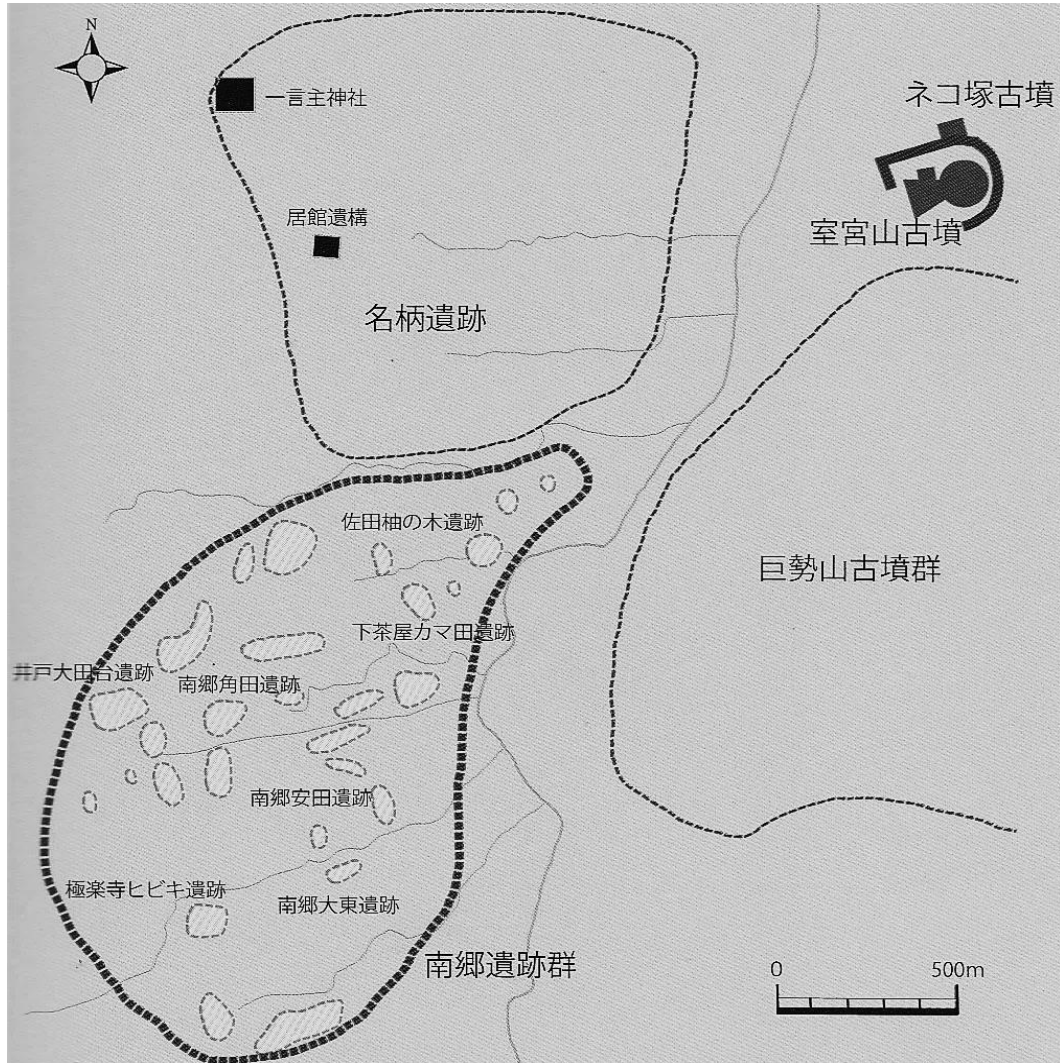 N
一言主神社
ネコ塚古墳
居館遺構
室宮山古墳
名柄遺跡
佐田柚の木遺跡
巨勢山古墳群
下茶屋カマ田遺跡
井戸大田台遺跡
南郷角田遺跡
南郷安田遺跡
極楽寺ヒビキ遺跡
南郷大東遺跡
南郷遺跡群
0 500m